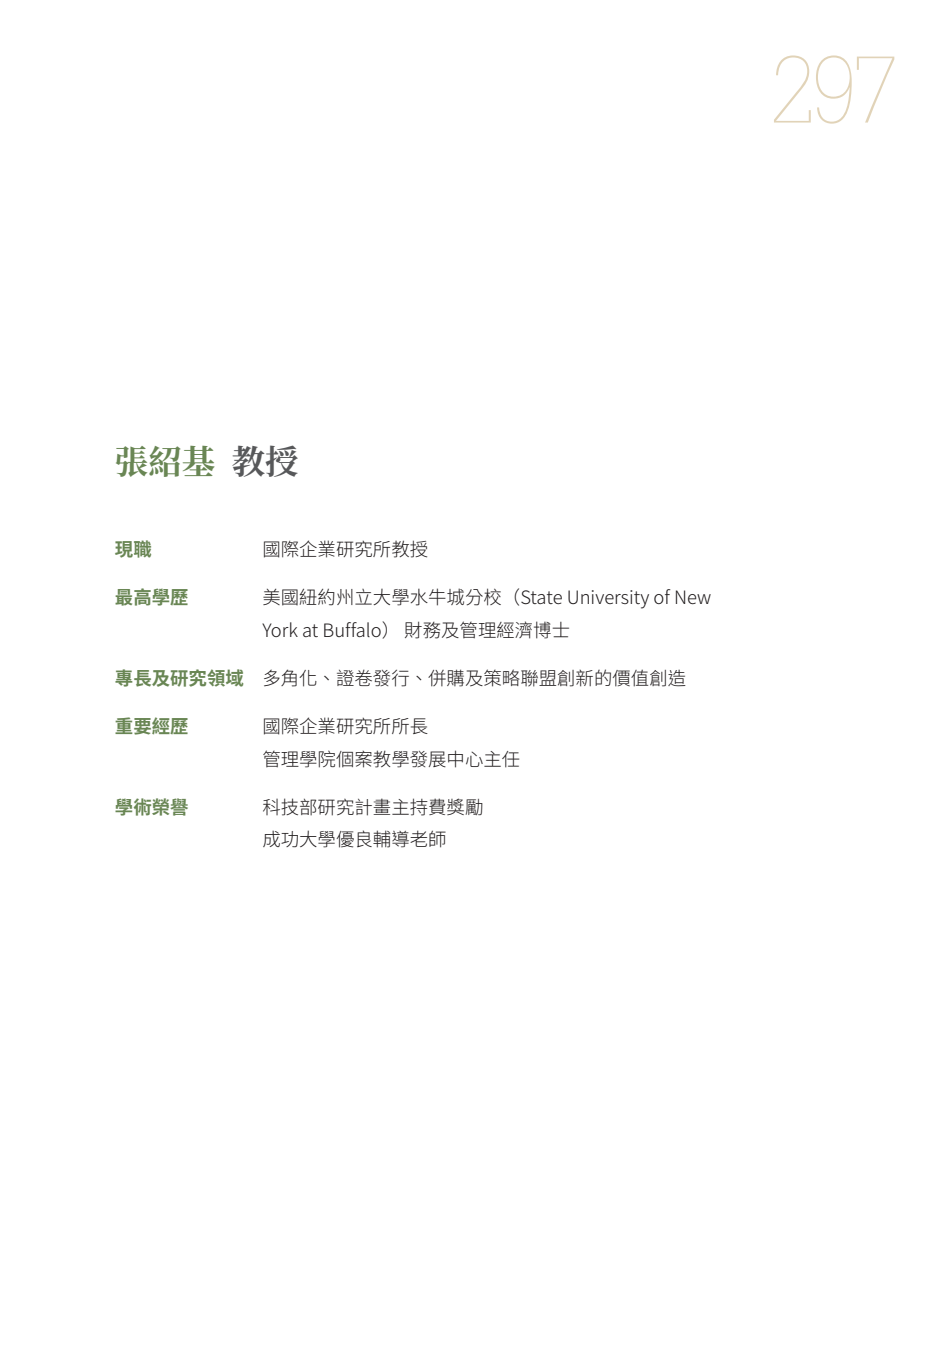 297
張紹基 教授
現職 國際企業研究所教授
最高學歷 美國紐約州立大學水牛城分校（State University of New
York at Buffalo） 財務及管理經濟博士
專長及研究領域 多角化、證卷發行、併購及策略聯盟創新的價值創造
重要經歷 國際企業研究所所長
管理學院個案教學發展中心主任
學術榮譽 科技部研究計畫主持費獎勵
成功大學優良輔導老師